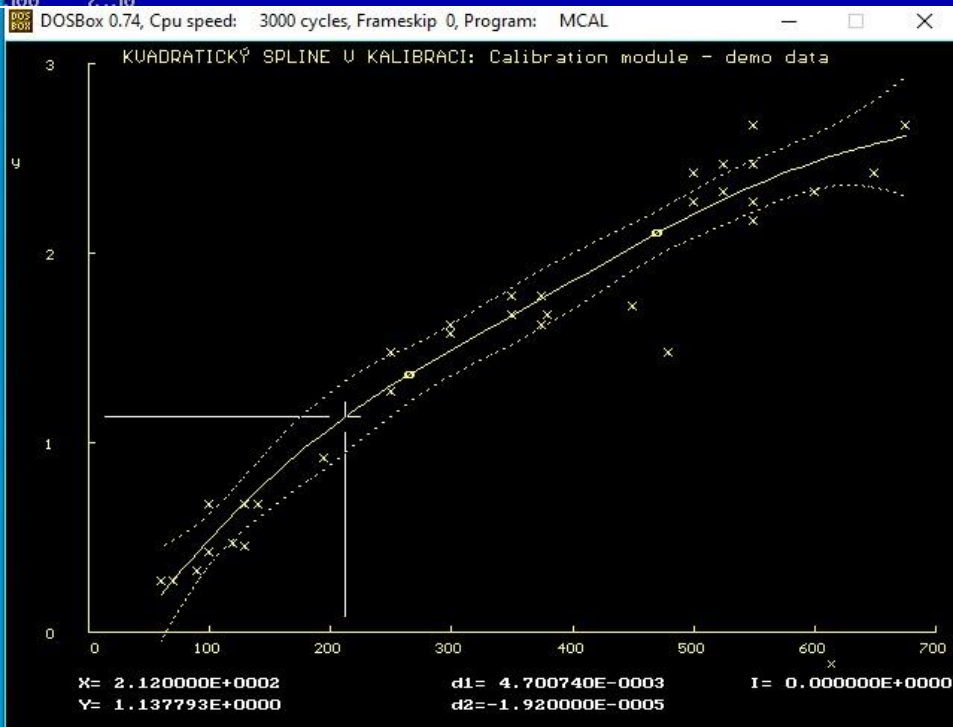 DOSBox 0.74, Cpu speed: 3000 cycles, Frameskip 0, Program: MCAL
KVADRATICKÝ SPLINE V KALIBRACI: Calibration module - demo data
3
y
2
1
0
0 100 200 300 400 500 600 700
x
X= 2.120000E+0002 d1= 4.700740E-0003 I= 0.000000E+0000
Y= 1.137793E+0000 d2=-1.920000E-0005